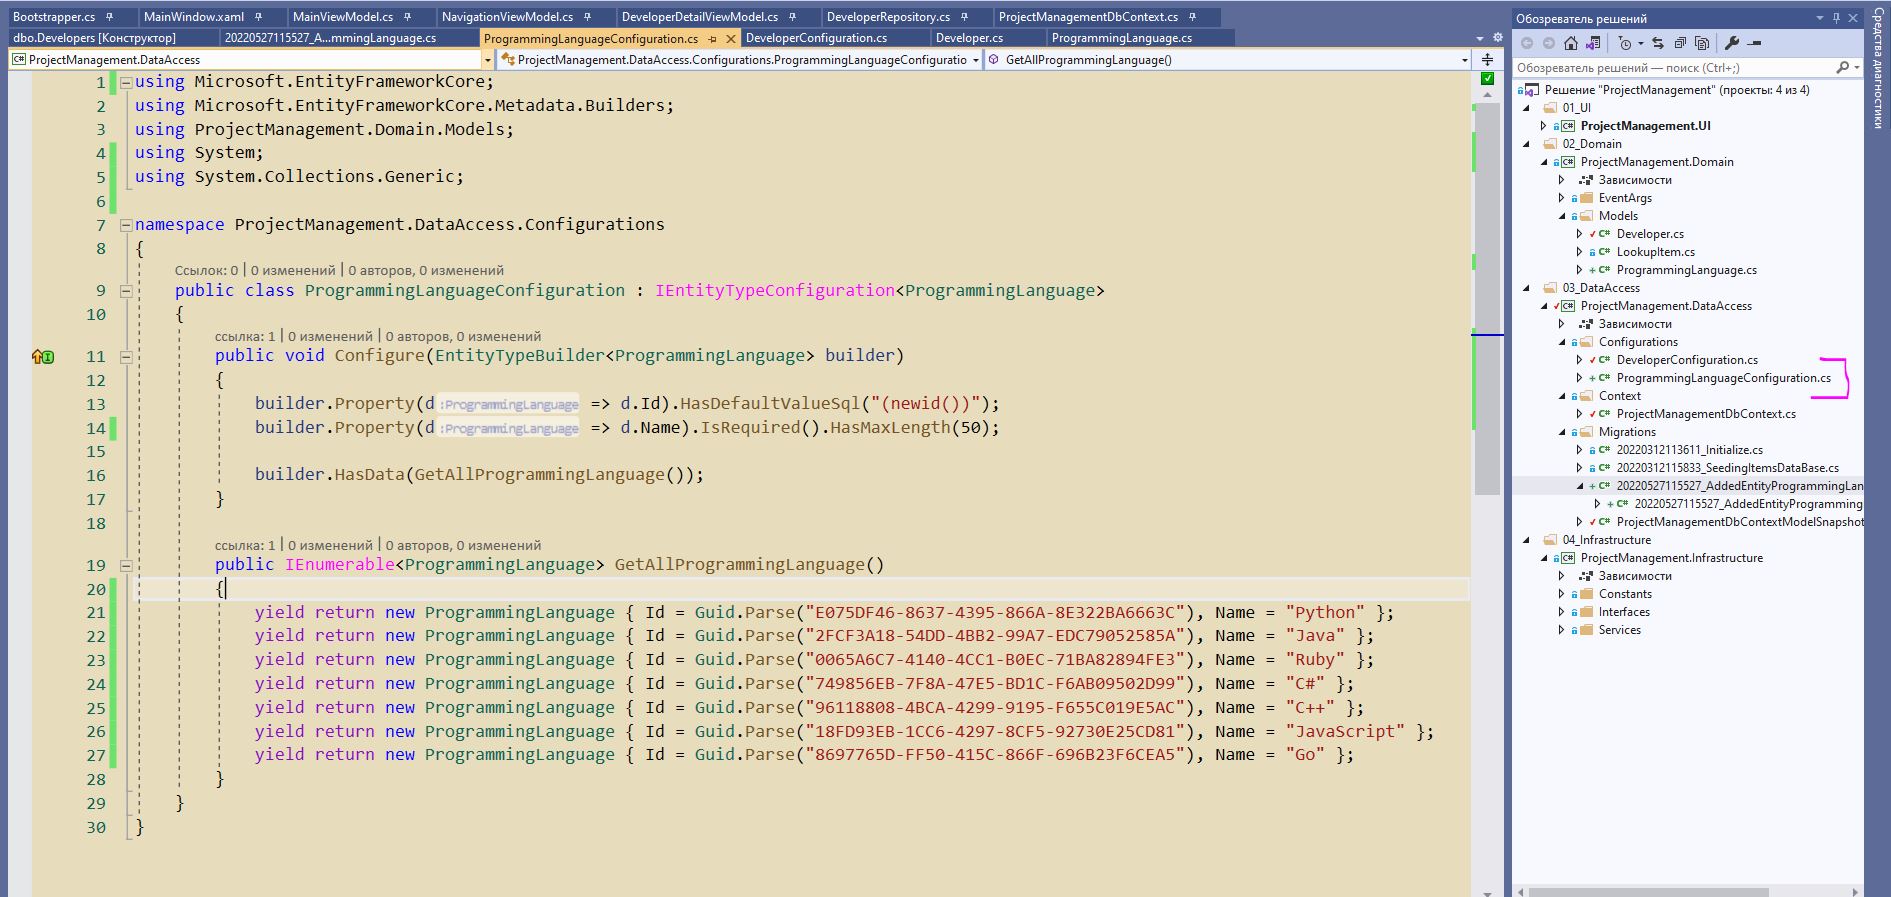 Bootstrapper.cs
MainWindow.xaml
MainViewModel.cs
NavigationViewModel.cs
DeveloperDetailViewModel.cs
DeveloperRepository.cs
ProjectManagementDbContext.cs
dbo.Developers [Конструктор]
20220527115527_A...mmingLanguage.cs
ProgrammingLanguageConfiguration.cs
DeveloperConfiguration.cs
Developer.cs
ProgrammingLanguage.cs
ProjectManagement.DataAccess
ProjectManagement.DataAccess.Configurations.ProgrammingLanguageConfiguratio
GetAllProgrammingLanguage()
1 using Microsoft.EntityFrameworkCore;
2 using Microsoft.EntityFrameworkCore.Metadata.Builders;
3 using ProjectManagement.Domain.Models;
4 using System;
5 using System.Collections.Generic;
6
7 namespace ProjectManagement.DataAccess.Configurations
8 {
Ссылок: 0 | 0 изменений | 0 авторов, 0 изменений
9 public class ProgrammingLanguageConfiguration : IEntityTypeConfiguration<ProgrammingLanguage>
10 {
ссылка: 1 | 0 изменений | 0 авторов, 0 изменений
11 public void Configure(EntityTypeBuilder<ProgrammingLanguage> builder)
12 {
13 builder.Property(d :ProgrammingLanguage => d.Id).HasDefaultValueSql("(newid())");
14 builder.Property(d :ProgrammingLanguage => d.Name).IsRequired().HasMaxLength(50);
15
16 builder.HasData(GetAllProgrammingLanguage());
17 }
18
ссылка: 1 | 0 изменений | 0 авторов, 0 изменений
19 public IEnumerable<ProgrammingLanguage> GetAllProgrammingLanguage()
20 {
21 yield return new ProgrammingLanguage { Id = Guid.Parse("E075DF46-8637-4395-866A-8E322BA6663C"), Name = "Python" };
22 yield return new ProgrammingLanguage { Id = Guid.Parse("2FCF3A18-54DD-4BB2-99A7-EDC79052585A"), Name = "Java" };
23 yield return new ProgrammingLanguage { Id = Guid.Parse("0065A6C7-4140-4CC1-B0EC-71BA82894FE3"), Name = "Ruby" };
24 yield return new ProgrammingLanguage { Id = Guid.Parse("749856EB-7F8A-47E5-BD1C-F6AB09502D99"), Name = "C#" };
25 yield return new ProgrammingLanguage { Id = Guid.Parse("96118808-4BCA-4299-9195-F655C019E5AC"), Name = "C++" };
26 yield return new ProgrammingLanguage { Id = Guid.Parse("18FD93EB-1CC6-4297-8CF5-92730E25CD81"), Name = "JavaScript" };
27 yield return new ProgrammingLanguage { Id = Guid.Parse("8697765D-FF50-415C-866F-696B23F6CEA5"), Name = "Go" };
28 }
29 }
30 }
Обозреватель решений
Обозреватель решений — поиск (Ctrl+;)
Решение "ProjectManagement" (проекты: 4 из 4)
01_UI
C# ProjectManagement.UI
02_Domain
C# ProjectManagement.Domain
Зависимости
EventArgs
Models
C# Developer.cs
C# LookupItem.cs
C# ProgrammingLanguage.cs
03_DataAccess
C# ProjectManagement.DataAccess
Зависимости
Configurations
C# DeveloperConfiguration.cs
C# ProgrammingLanguageConfiguration.cs
Context
C# ProjectManagementDbContext.cs
Migrations
C# 20220312113611_Initialize.cs
C# 20220312115833_SeedingItemsDataBase.cs
C# 20220527115527_AddedEntityProgrammingLan
C# 20220527115527_AddedEntityProgramming
C# ProjectManagementDbContextModelSnapshot
04_Infrastructure
C# ProjectManagement.Infrastructure
Зависимости
Constants
Interfaces
Services
Средства диагностики